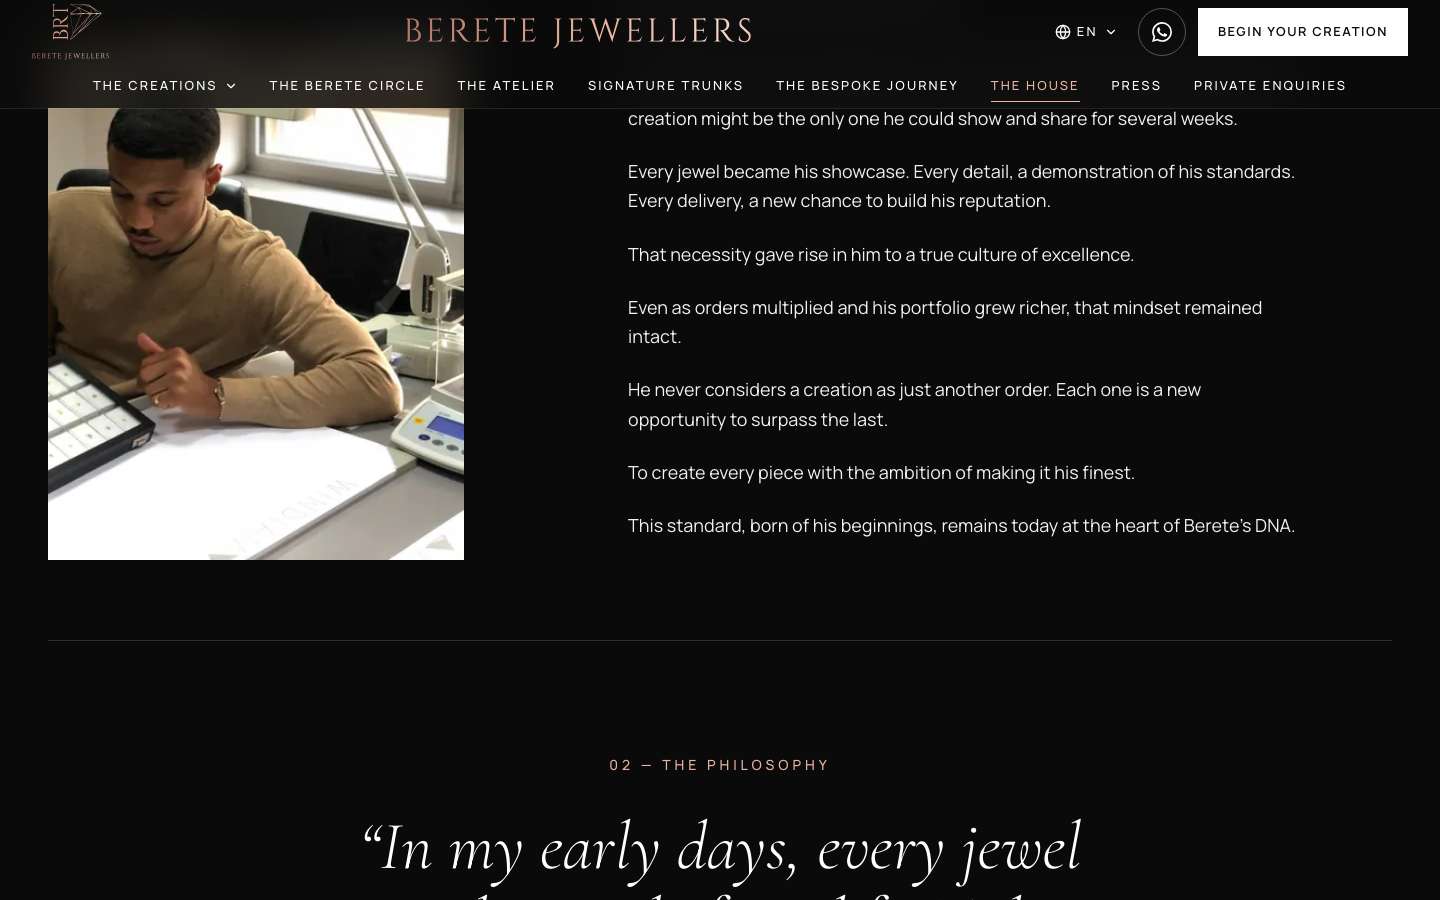 BRT
BERETE JEWELLERS
BERETE JEWELLERS
EN
BEGIN YOUR CREATION
THE CREATIONS
THE BERETE CIRCLE
THE ATELIER
SIGNATURE TRUNKS
THE BESPOKE JOURNEY
THE HOUSE
PRESS
PRIVATE ENQUIRIES
creation might be the only one he could show and share for several weeks.
Every jewel became his showcase. Every detail, a demonstration of his standards.
Every delivery, a new chance to build his reputation.
That necessity gave rise in him to a true culture of excellence.
Even as orders multiplied and his portfolio grew richer, that mindset remained
intact.
He never considers a creation as just another order. Each one is a new
opportunity to surpass the last.
To create every piece with the ambition of making it his finest.
This standard, born of his beginnings, remains today at the heart of Berete’s DNA.
02 — THE PHILOSOPHY
“In my early days, every jewel